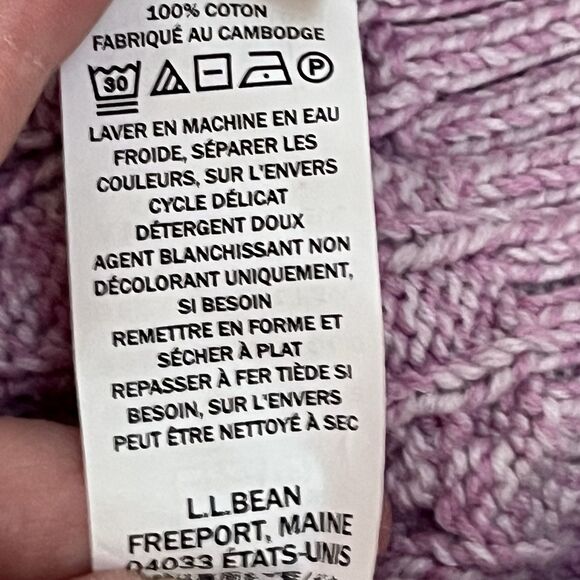 100% COTON
FABRIQUÉ AU CAMBODGE
30 P
LAVER EN MACHINE EN EAU
FROIDE, SÉPARER LES
COULEURS, SUR L'ENVERS
CYCLE DÉLICAT
DÉTERGENT DOUX
AGENT BLANCHISSANT NON
DÉCOLORANT UNIQUEMENT,
SI BESOIN
REMETTRE EN FORME ET
SÉCHER À PLAT
REPASSER À FER TIÈDE SI
BESOIN, SUR L'ENVERS
PEUT ÊTRE NETTOYÉ À SEC
L.L.BEAN
FREEPORT, MAINE
04033 ÉTATS-UNIS